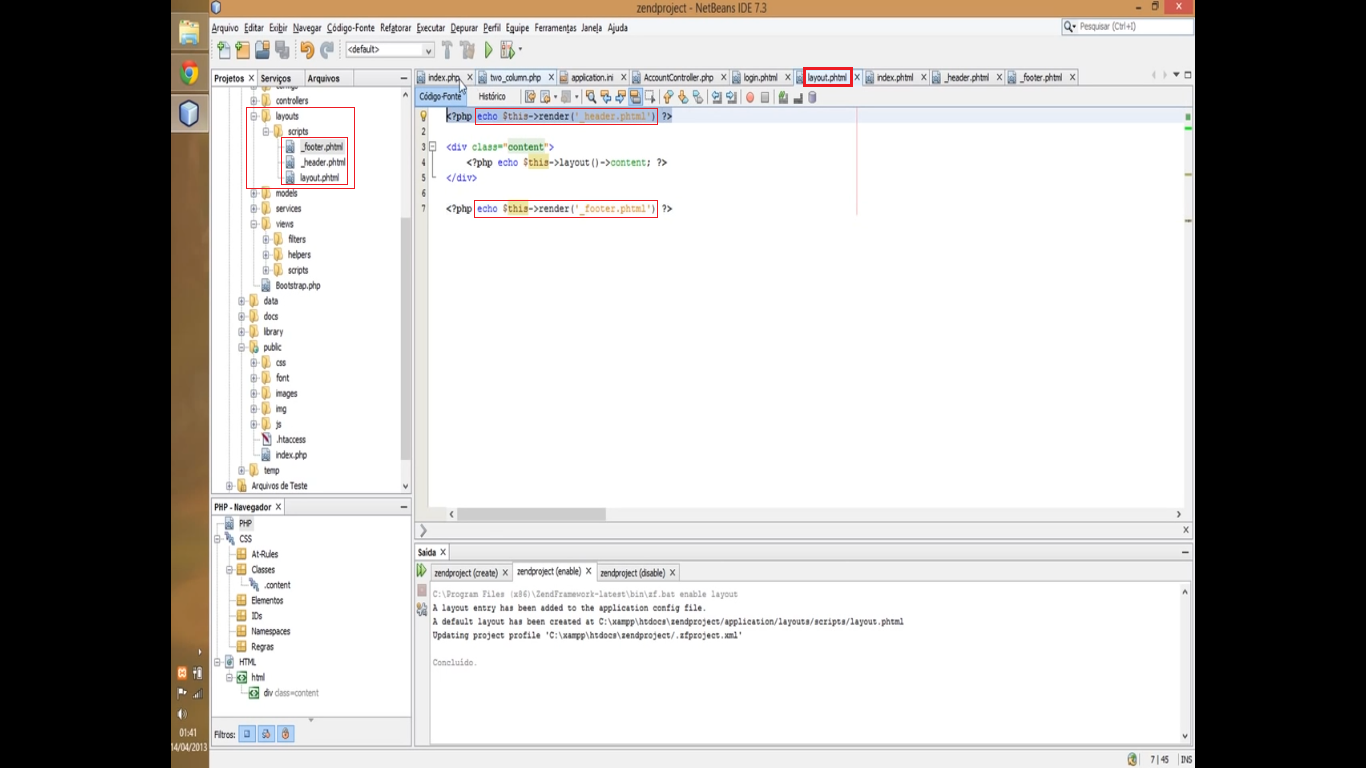 zendproject - NetBeans IDE 7.3
Arquivo Editar Exibir Navegar Código-Fonte Refatorar Executar Depurar Perfil Equipe Ferramentas Janela Ajuda
Pesquisar (Ctrl+I)
<default>
Projetos Serviços Arquivos
index.php two_column.php application.ini AccountController.php login.phtml layout.phtml index.phtml _header.phtml _footer.phtml
Código-Fonte Histórico
controllers
layouts
scripts
_footer.phtml
_header.phtml
layout.phtml
models
services
views
filters
helpers
scripts
Bootstrap.php
data
docs
library
public
css
font
images
img
js
.htaccess
index.php
temp
Arquivos de Teste
<?php echo $this->render('_header.phtml') ?>
2
3 <div class="content">
4 <?php echo $this->layout()->content; ?>
5 </div>
6
7 <?php echo $this->render('_footer.phtml') ?>
PHP - Navegador
PHP
CSS
At-Rules
Classes
.content
Elementos
IDs
Namespaces
Regras
HTML
html
div class=content
Filtros:
Saída
zendproject (create) zendproject (enable) zendproject (disable)
C:\Program Files (x86)\ZendFramework-latest\bin\zf.bat enable layout
A layout entry has been added to the application config file.
A default layout has been created at C:\xampp\htdocs\zendproject/application/layouts/scripts/layout.phtml
Updating project profile 'C:\xampp\htdocs\zendproject/.zfproject.xml'
Concluído.
01:41
14/04/2013
7 | 45 INS